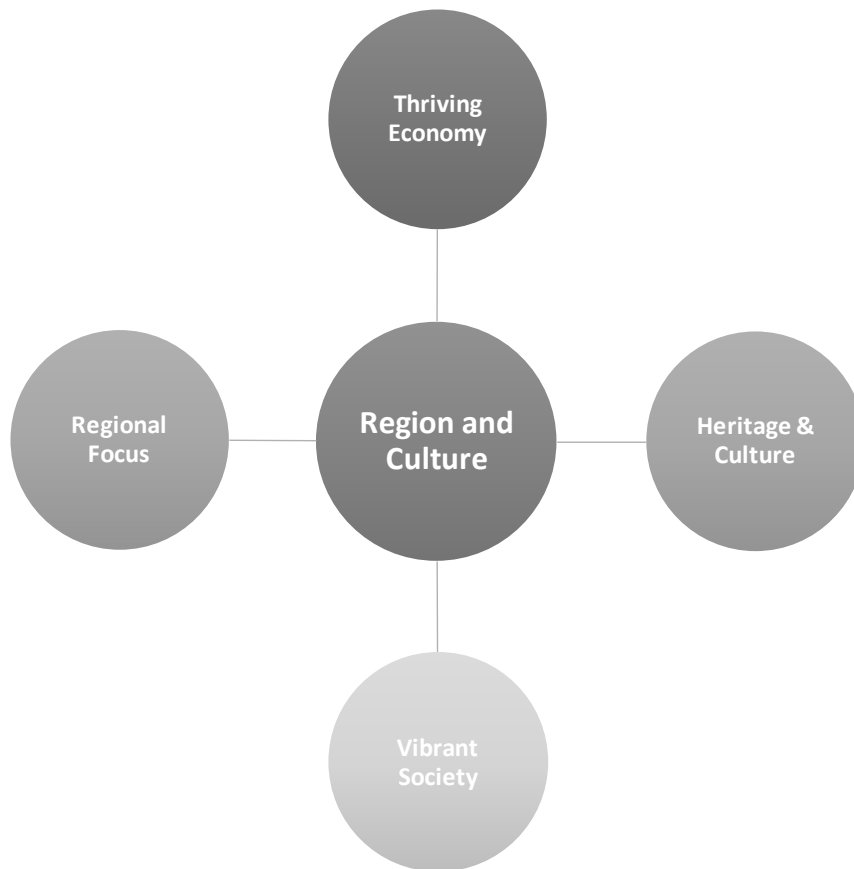 Thriving
Economy
Regional
Focus
Region and
Culture
Heritage &
Culture
Vibrant
Society